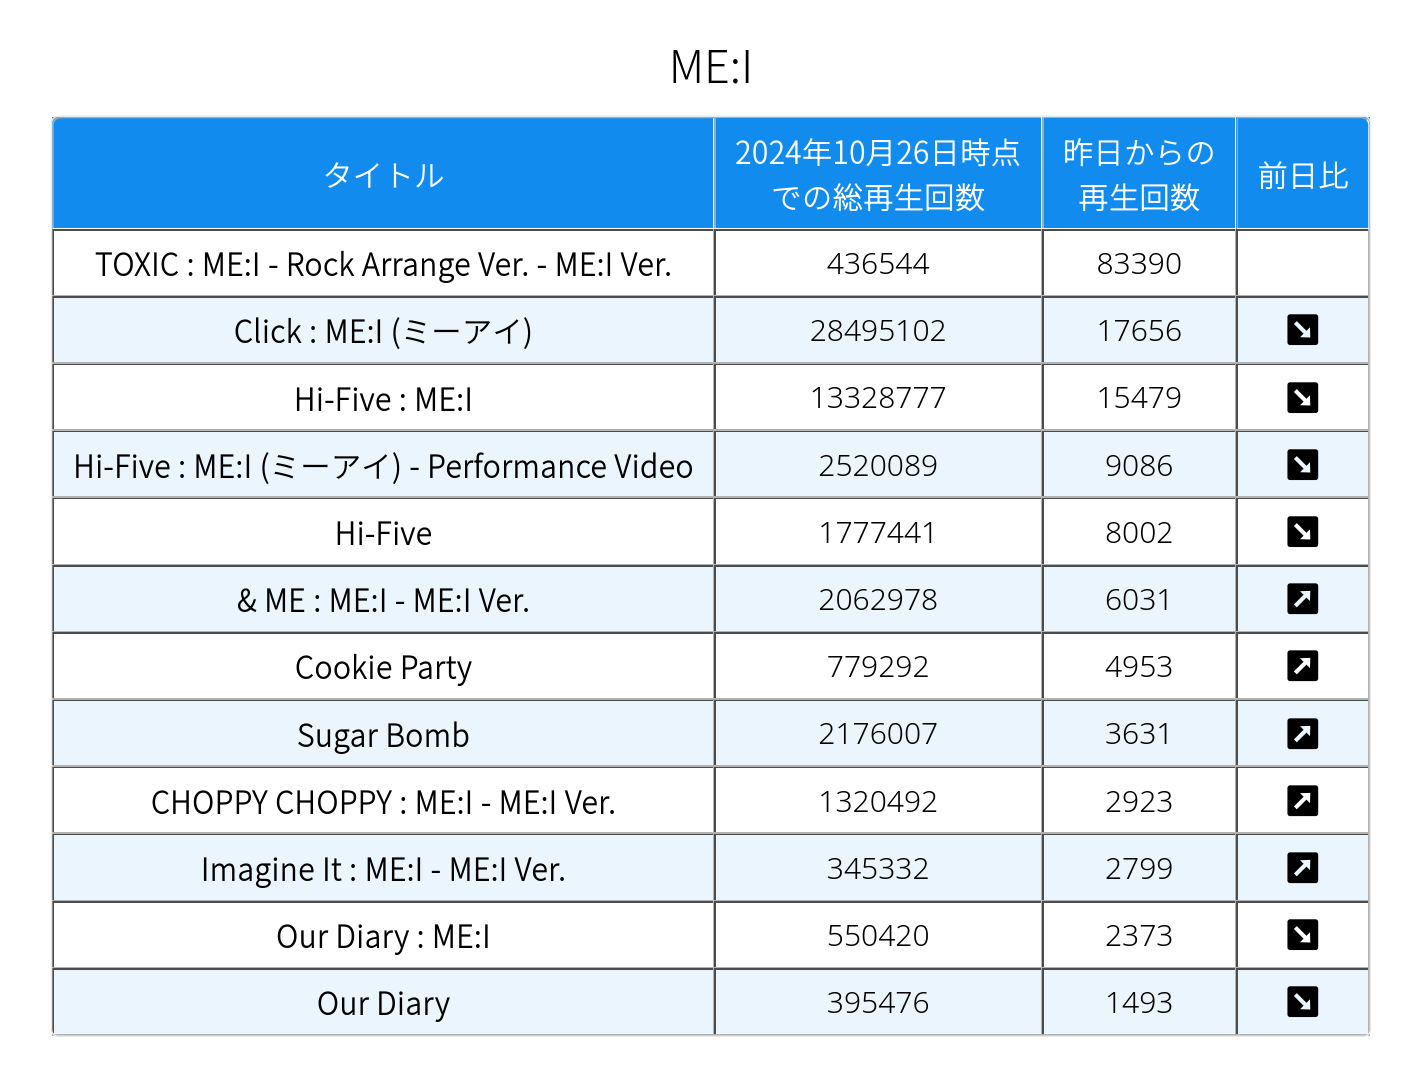 ME:I
タイトル
2024年10月26日時点
での総再生回数
昨日からの
再生回数
前日比
TOXIC : ME:I - Rock Arrange Ver. - ME:I Ver. 436544 83390
Click : ME:I (ミーアイ) 28495102 17656
Hi-Five : ME:I 13328777 15479
Hi-Five : ME:I (ミーアイ) - Performance Video 2520089 9086
Hi-Five 1777441 8002
& ME : ME:I - ME:I Ver. 2062978 6031
Cookie Party 779292 4953
Sugar Bomb 2176007 3631
CHOPPY CHOPPY : ME:I - ME:I Ver. 1320492 2923
Imagine It : ME:I - ME:I Ver. 345332 2799
Our Diary : ME:I 550420 2373
Our Diary 395476 1493